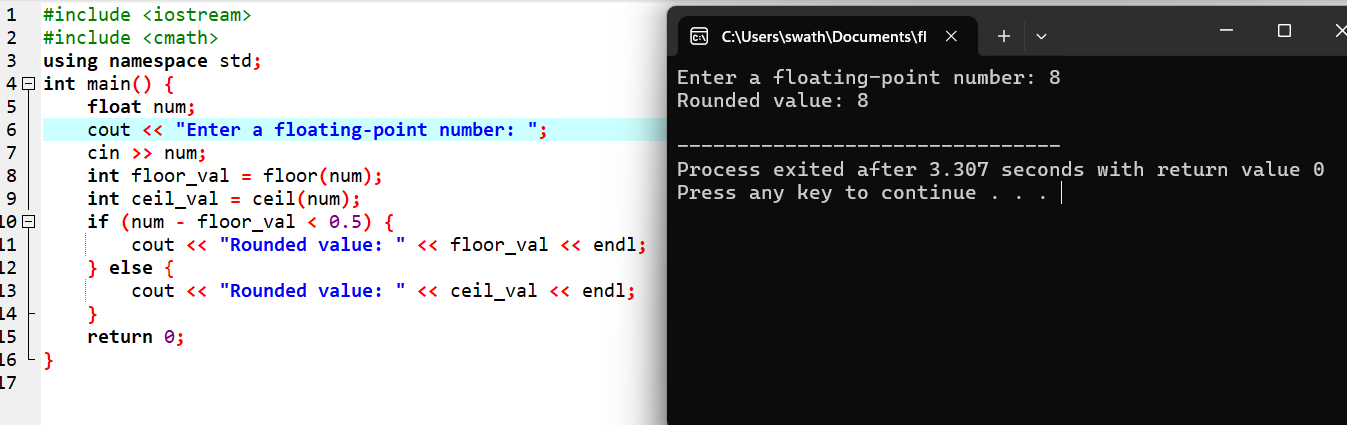 1 #include <iostream>
2 #include <cmath>
3 using namespace std;
4 int main() {
5 float num;
6 cout << "Enter a floating-point number: ";
7 cin >> num;
8 int floor_val = floor(num);
9 int ceil_val = ceil(num);
10 if (num - floor_val < 0.5) {
11 cout << "Rounded value: " << floor_val << endl;
12 } else {
13 cout << "Rounded value: " << ceil_val << endl;
14 }
15 return 0;
16 }
17
C:\Users\swath\Documents\fl
Enter a floating-point number: 8
Rounded value: 8
--------------------------------
Process exited after 3.307 seconds with return value 0
Press any key to continue . . .